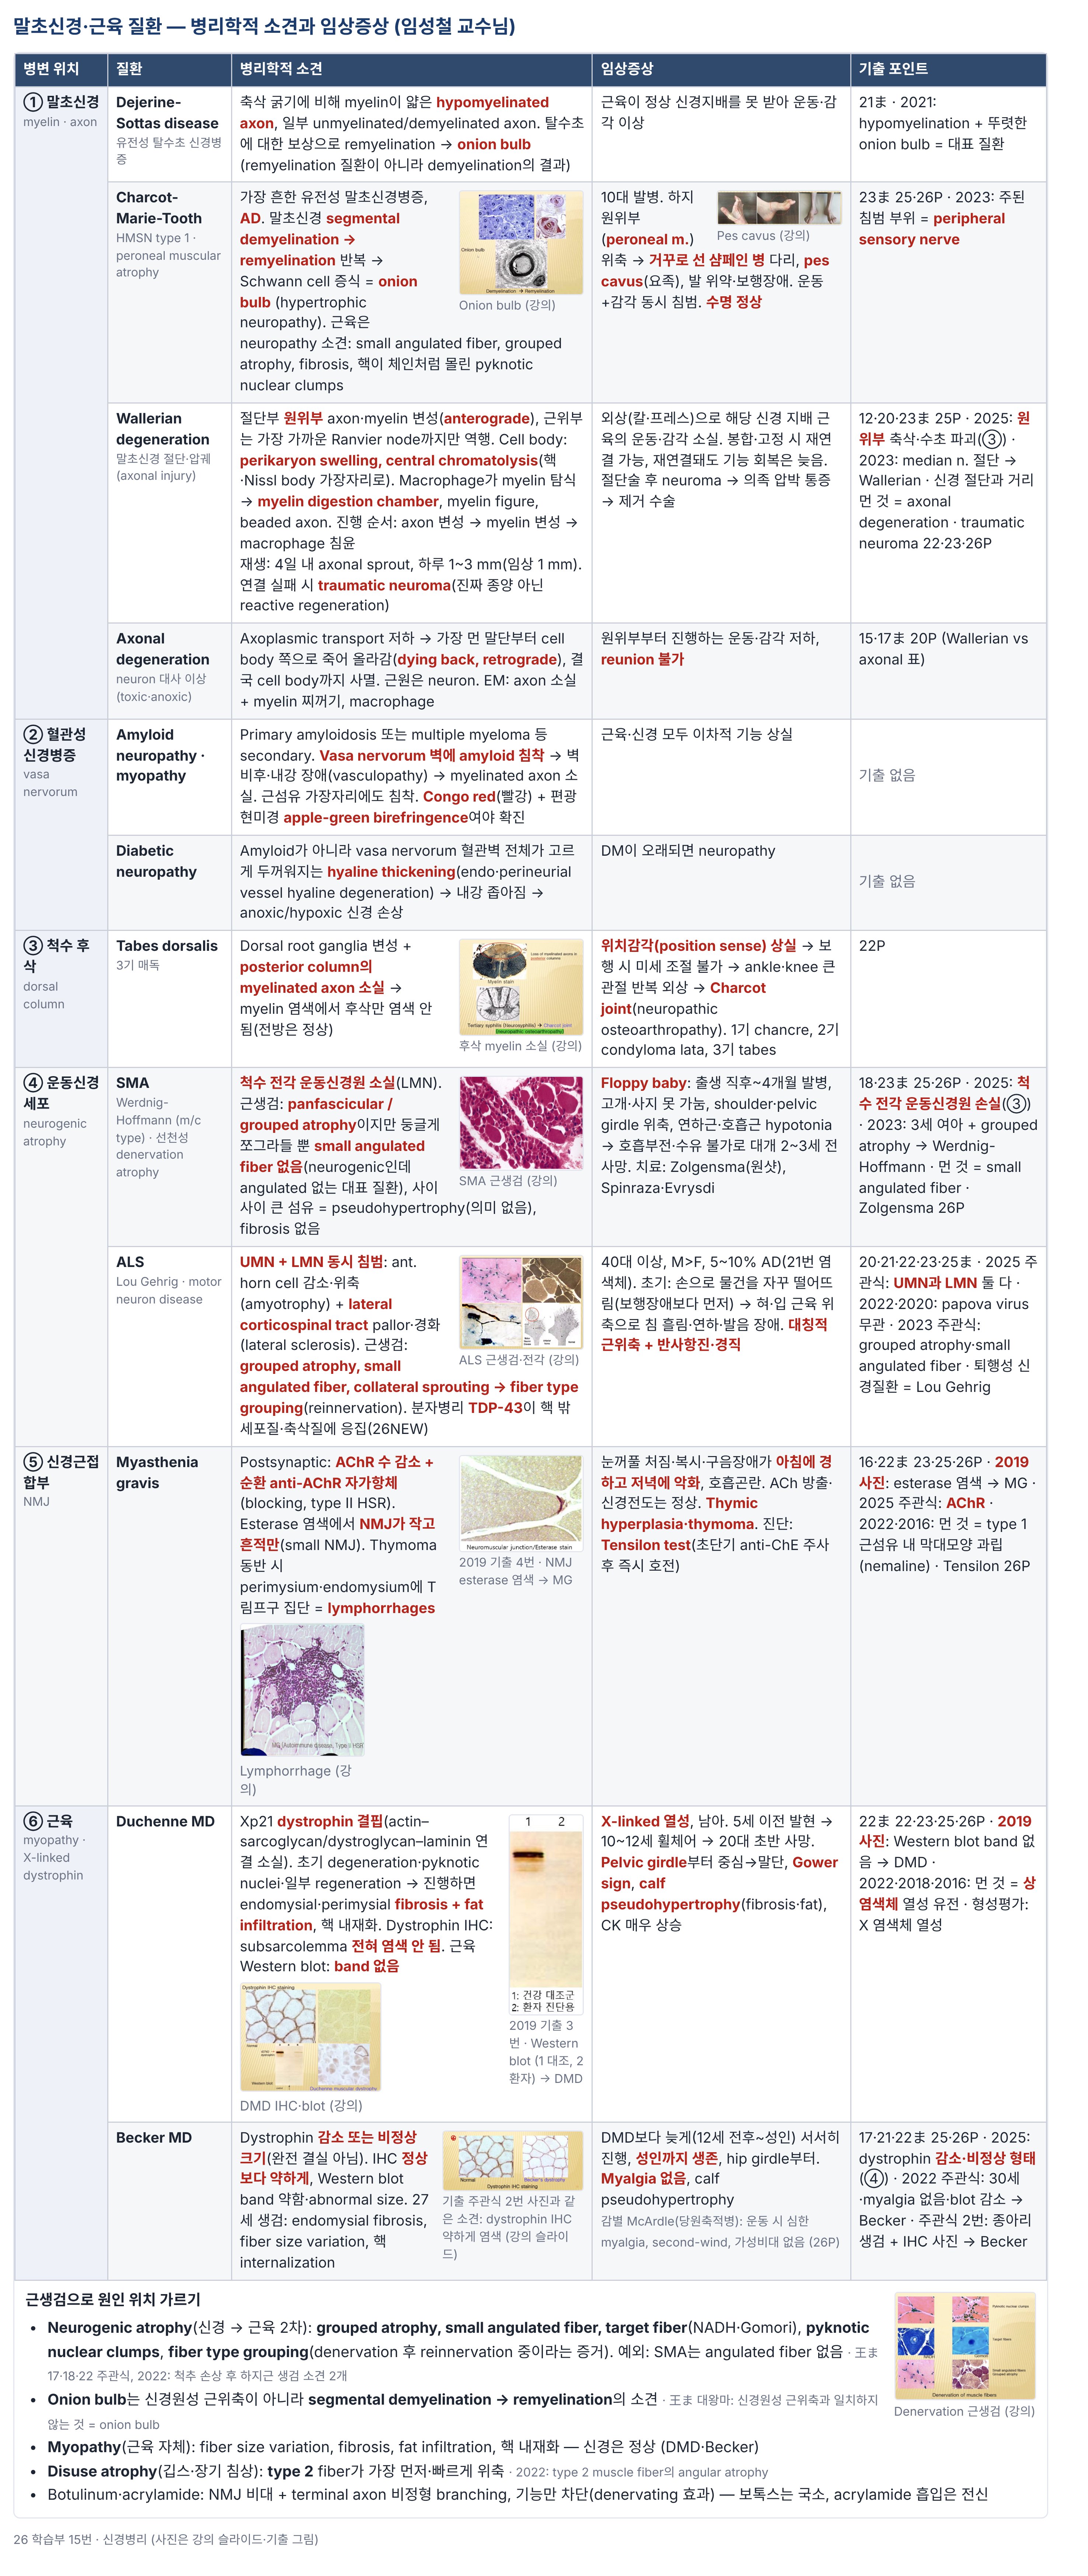 말초신경·근육 질환 — 병리학적 소견과 임상증상 (임성철 교수님)
병변 위치
질환
병리학적 소견
임상증상
기출 포인트
① 말초신경
myelin · axon
Dejerine-
Sottas disease
유전성 탈수초 신경병
증
축삭 굵기에 비해 myelin이 얇은 hypomyelinated
axon, 일부 unmyelinated/demyelinated axon. 탈수초
에 대한 보상으로 remyelination → onion bulb
(remyelination 질환이 아니라 demyelination의 결과)
근육이 정상 신경지배를 못 받아 운동·감
각 이상
21ま · 2021:
hypomyelination + 뚜렷한
onion bulb = 대표 질환
Charcot-
Marie-Tooth
HMSN type 1 ·
peroneal muscular
atrophy
가장 흔한 유전성 말초신경병증,
AD. 말초신경 segmental
demyelination →
remyelination 반복 →
Schwann cell 증식 = onion
bulb (hypertrophic
neuropathy). 근육은
neuropathy 소견: small angulated fiber, grouped
atrophy, fibrosis, 핵이 체인처럼 몰린 pyknotic
nuclear clumps
Onion bulb
Demyelination → Remyelination
Onion bulb (강의)
10대 발병. 하지
원위부
(peroneal m.)
위축 → 거꾸로 선 샴페인 병 다리, pes
cavus(요족), 발 위약·보행장애. 운동
+감각 동시 침범. 수명 정상
Pes cavus (강의)
23ま 25·26P · 2023: 주된
침범 부위 = peripheral
sensory nerve
Wallerian
degeneration
말초신경 절단·압궤
(axonal injury)
절단부 원위부 axon·myelin 변성(anterograde), 근위부
는 가장 가까운 Ranvier node까지만 역행. Cell body:
perikaryon swelling, central chromatolysis(핵
·Nissl body 가장자리로). Macrophage가 myelin 탐식
→ myelin digestion chamber, myelin figure,
beaded axon. 진행 순서: axon 변성 → myelin 변성 →
macrophage 침윤
재생: 4일 내 axonal sprout, 하루 1~3 mm(임상 1 mm).
연결 실패 시 traumatic neuroma(진짜 종양 아닌
reactive regeneration)
외상(칼·프레스)으로 해당 신경 지배 근
육의 운동·감각 소실. 봉합·고정 시 재연
결 가능, 재연결돼도 기능 회복은 늦음.
절단술 후 neuroma → 의족 압박 통증
→ 제거 수술
12·20·23ま 25P · 2025: 원
위부 축삭·수초 파괴(③) ·
2023: median n. 절단 →
Wallerian · 신경 절단과 거리
먼 것 = axonal
degeneration · traumatic
neuroma 22·23·26P
Axonal
degeneration
neuron 대사 이상
(toxic·anoxic)
Axoplasmic transport 저하 → 가장 먼 말단부터 cell
body 쪽으로 죽어 올라감(dying back, retrograde), 결
국 cell body까지 사멸. 근원은 neuron. EM: axon 소실
+ myelin 찌꺼기, macrophage
원위부부터 진행하는 운동·감각 저하,
reunion 불가
15·17ま 20P (Wallerian vs
axonal 표)
② 혈관성
신경병증
vasa
nervorum
Amyloid
neuropathy ·
myopathy
Primary amyloidosis 또는 multiple myeloma 등
secondary. Vasa nervorum 벽에 amyloid 침착 → 벽
비후·내강 장애(vasculopathy) → myelinated axon 소
실. 근섬유 가장자리에도 침착. Congo red(빨강) + 편광
현미경 apple-green birefringence여야 확진
근육·신경 모두 이차적 기능 상실
기출 없음
Diabetic
neuropathy
Amyloid가 아니라 vasa nervorum 혈관벽 전체가 고르
게 두꺼워지는 hyaline thickening(endo·perineurial
vessel hyaline degeneration) → 내강 좁아짐 →
anoxic/hypoxic 신경 손상
DM이 오래되면 neuropathy
기출 없음
③ 척수 후
삭
dorsal
column
Tabes dorsalis
3기 매독
Dorsal root ganglia 변성 +
posterior column의
myelinated axon 소실 →
myelin 염색에서 후삭만 염색 안
됨(전방은 정상)
Loss of myelinated axons in
posterior columns
Myelin stain
Tertiary syphilis (Neurosyphilis) → Charcot joint
(neuropathic osteoarthropathy)
후삭 myelin 소실 (강의)
위치감각(position sense) 상실 → 보
행 시 미세 조절 불가 → ankle·knee 큰
관절 반복 외상 → Charcot
joint(neuropathic
osteoarthropathy). 1기 chancre, 2기
condyloma lata, 3기 tabes
22P
④ 운동신경
세포
neurogenic
atrophy
SMA
Werdnig-
Hoffmann (m/c
type) · 선천성
denervation
atrophy
척수 전각 운동신경원 소실(LMN).
근생검: panfascicular /
grouped atrophy이지만 둥글게
쪼그라들 뿐 small angulated
fiber 없음(neurogenic인데
angulated 없는 대표 질환), 사이
사이 큰 섬유 = pseudohypertrophy(의미 없음),
fibrosis 없음
SMA 근생검 (강의)
Floppy baby: 출생 직후~4개월 발병,
고개·사지 못 가눔, shoulder·pelvic
girdle 위축, 연하근·호흡근 hypotonia
→ 호흡부전·수유 불가로 대개 2~3세 전
사망. 치료: Zolgensma(원샷),
Spinraza·Evrysdi
18·23ま 25·26P · 2025: 척
수 전각 운동신경원 손실(③)
· 2023: 3세 여아 + grouped
atrophy → Werdnig-
Hoffmann · 먼 것 = small
angulated fiber ·
Zolgensma 26P
ALS
Lou Gehrig · motor
neuron disease
UMN + LMN 동시 침범: ant.
horn cell 감소·위축
(amyotrophy) + lateral
corticospinal tract pallor·경화
(lateral sclerosis). 근생검:
grouped atrophy, small
angulated fiber, collateral sprouting → fiber type
grouping(reinnervation). 분자병리 TDP-43이 핵 밖
세포질·축삭질에 응집(26NEW)
ALS 근생검·전각 (강의)
40대 이상, M>F, 5~10% AD(21번 염
색체). 초기: 손으로 물건을 자꾸 떨어뜨
림(보행장애보다 먼저) → 혀·입 근육 위
축으로 침 흘림·연하·발음 장애. 대칭적
근위축 + 반사항진·경직
20·21·22·23·25ま · 2025 주
관식: UMN과 LMN 둘 다 ·
2022·2020: papova virus
무관 · 2023 주관식:
grouped atrophy·small
angulated fiber · 퇴행성 신
경질환 = Lou Gehrig
⑤ 신경근접
합부
NMJ
Myasthenia
gravis
Postsynaptic: AChR 수 감소 +
순환 anti-AChR 자가항체
(blocking, type II HSR).
Esterase 염색에서 NMJ가 작고
흔적만(small NMJ). Thymoma
동반 시
perimysium·endomysium에 T
림프구 집단 = lymphorrhages
Neuromuscular junction/Esterase stain
2019 기출 4번 · NMJ
esterase 염색 → MG
MG (Autoimmune disease, Type II HSR
Lymphorrhage (강
의)
눈꺼풀 처짐·복시·구음장애가 아침에 경
하고 저녁에 악화, 호흡곤란. ACh 방출·
신경전도는 정상. Thymic
hyperplasia·thymoma. 진단:
Tensilon test(초단기 anti-ChE 주사
후 즉시 호전)
16·22ま 23·25·26P · 2019
사진: esterase 염색 → MG ·
2025 주관식: AChR ·
2022·2016: 먼 것 = type 1
근섬유 내 막대모양 과립
(nemaline) · Tensilon 26P
⑥ 근육
myopathy ·
X-linked
dystrophin
Duchenne MD
Xp21 dystrophin 결핍(actin–
sarcoglycan/dystroglycan–laminin 연
결 소실). 초기 degeneration·pyknotic
nuclei·일부 regeneration → 진행하면
endomysial·perimysial fibrosis + fat
infiltration, 핵 내재화. Dystrophin IHC:
subsarcolemma 전혀 염색 안 됨. 근육
Western blot: band 없음
1 2
1: 건강 대조군
2: 환자 진단용
2019 기출 3
번 · Western
blot (1 대조, 2
환자) → DMD
Dystrophin IHC staining
Normal
Western blot
Duchenne muscular dystrophy
DMD IHC·blot (강의)
X-linked 열성, 남아. 5세 이전 발현 →
10~12세 휠체어 → 20대 초반 사망.
Pelvic girdle부터 중심→말단, Gower
sign, calf
pseudohypertrophy(fibrosis·fat),
CK 매우 상승
22ま 22·23·25·26P · 2019
사진: Western blot band 없
음 → DMD ·
2022·2018·2016: 먼 것 = 상
염색체 열성 유전 · 형성평가:
X 염색체 열성
Becker MD
Dystrophin 감소 또는 비정상
크기(완전 결실 아님). IHC 정상
보다 약하게, Western blot
band 약함·abnormal size. 27
세 생검: endomysial fibrosis,
fiber size variation, 핵
internalization
Normal
Becker's dystrophy
Dystrophin IHC staining
기출 주관식 2번 사진과 같
은 소견: dystrophin IHC
약하게 염색 (강의 슬라이
드)
DMD보다 늦게(12세 전후~성인) 서서히
진행, 성인까지 생존, hip girdle부터.
Myalgia 없음, calf
pseudohypertrophy
감별 McArdle(당원축적병): 운동 시 심한
myalgia, second-wind, 가성비대 없음 (26P)
17·21·22ま 25·26P · 2025:
dystrophin 감소·비정상 형태
(④) · 2022 주관식: 30세
·myalgia 없음·blot 감소 →
Becker · 주관식 2번: 종아리
생검 + IHC 사진 → Becker
근생검으로 원인 위치 가르기
• Neurogenic atrophy(신경 → 근육 2차): grouped atrophy, small angulated fiber, target fiber(NADH·Gomori), pyknotic
nuclear clumps, fiber type grouping(denervation 후 reinnervation 중이라는 증거). 예외: SMA는 angulated fiber 없음 · 王ま
17·18·22 주관식, 2022: 척추 손상 후 하지근 생검 소견 2개
• Onion bulb는 신경원성 근위축이 아니라 segmental demyelination → remyelination의 소견 · 王ま 대왕마: 신경원성 근위축과 일치하지
않는 것 = onion bulb
• Myopathy(근육 자체): fiber size variation, fibrosis, fat infiltration, 핵 내재화 — 신경은 정상 (DMD·Becker)
• Disuse atrophy(깁스·장기 침상): type 2 fiber가 가장 먼저·빠르게 위축 · 2022: type 2 muscle fiber의 angular atrophy
• Botulinum·acrylamide: NMJ 비대 + terminal axon 비정형 branching, 기능만 차단(denervating 효과) — 보톡스는 국소, acrylamide 흡입은 전신
Pyknotic nuclear clumps
Target fibers
Small angulated fibers
Grouped atrophy
Denervation of muscle fibers
Denervation 근생검 (강의)
26 학습부 15번 · 신경병리 (사진은 강의 슬라이드·기출 그림)